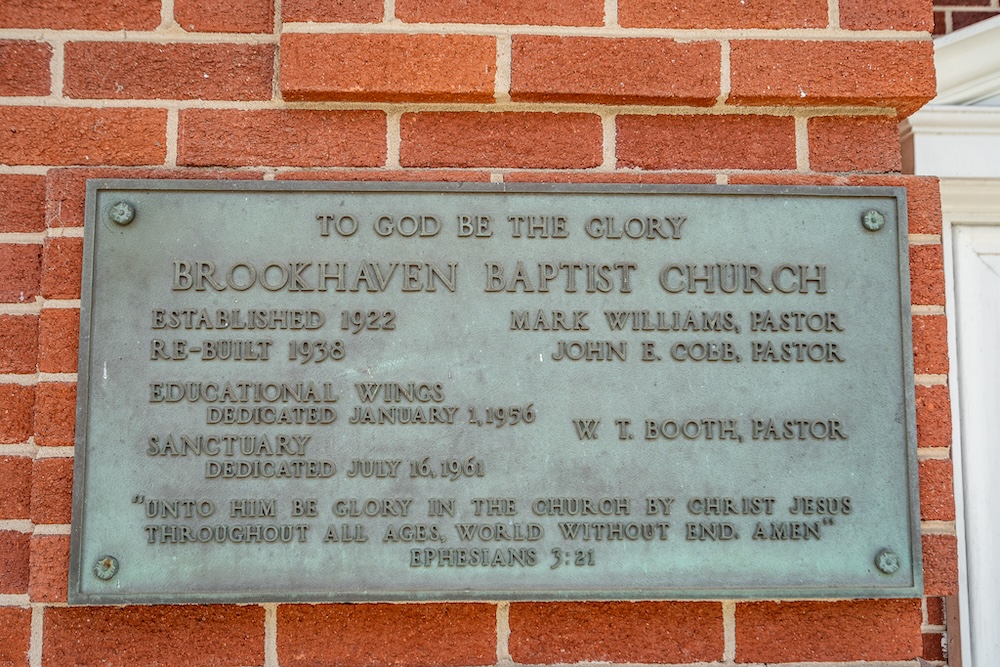 TO GOD BE THE GLORY
BROOKHAVEN BAPTIST CHURCH
ESTABLISHED 1922 MARK WILLIAMS, PASTOR
RE-BUILT 1938 JOHN E. COBB, PASTOR
EDUCATIONAL WINGS
DEDICATED JANUARY 1, 1956
W. T. BOOTH, PASTOR
SANCTUARY
DEDICATED JULY 16, 1961
"UNTO HIM BE GLORY IN THE CHURCH BY CHRIST JESUS
THROUGHOUT ALL AGES, WORLD WITHOUT END. AMEN"
EPHESIANS 3:21